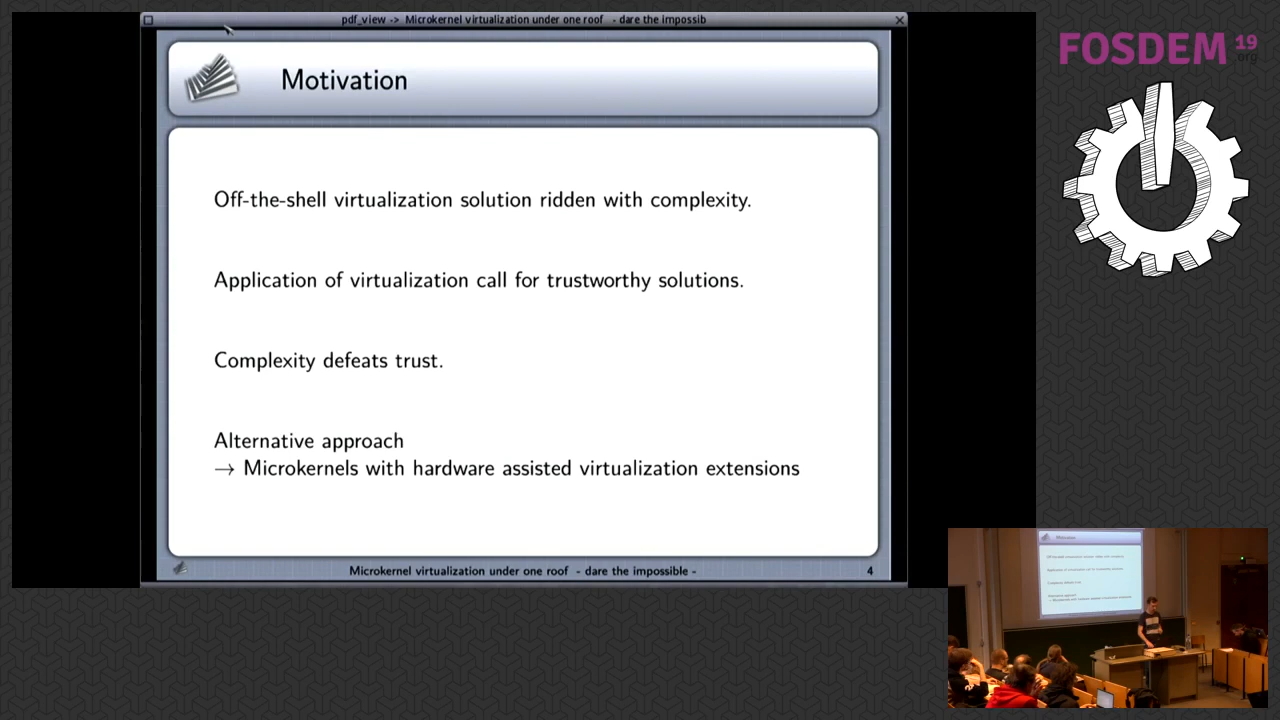 pdf_view -> Microkernel virtualization under one roof - dare the impossib
FOSDEM 19
.org
Motivation
Off-the-shell virtualization solution ridden with complexity.
Application of virtualization call for trustworthy solutions.
Complexity defeats trust.
Alternative approach
→ Microkernels with hardware assisted virtualization extensions
Microkernel virtualization under one roof - dare the impossible - 4